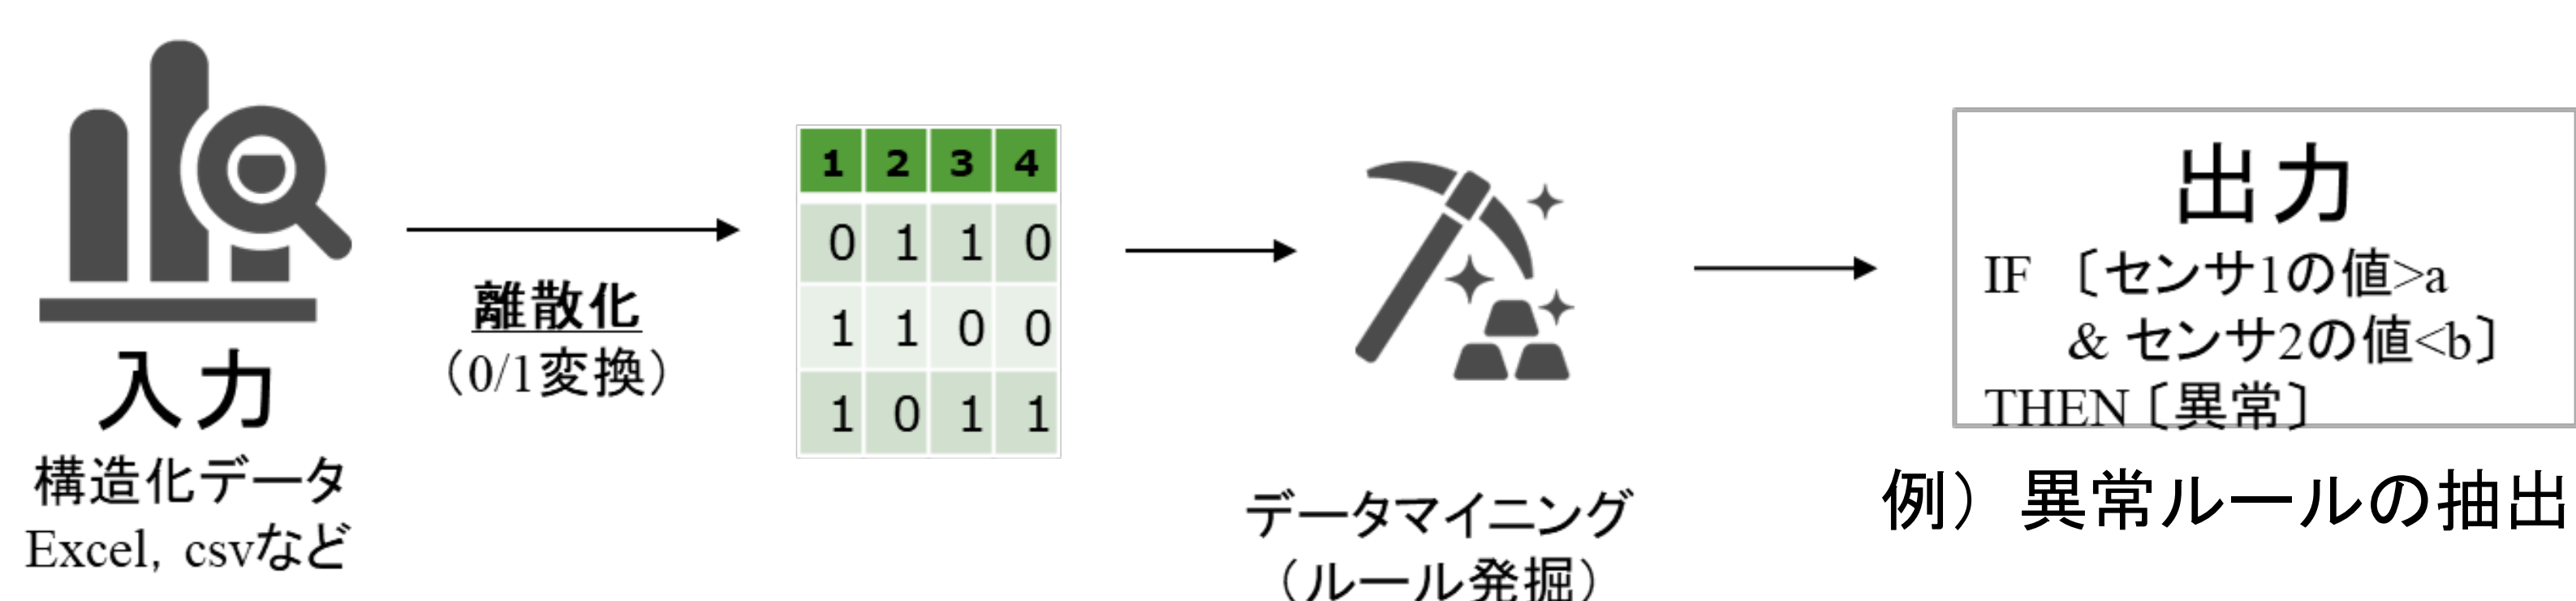 入力
構造化データ
Excel, csvなど
離散化
（0/1変換）
1 2 3 4
0 1 1 0
1 1 0 0
1 0 1 1
データマイニング
（ルール発掘）
出力
IF 〔センサ1の値>a
& センサ2の値<b〕
THEN〔異常〕
例）異常ルールの抽出